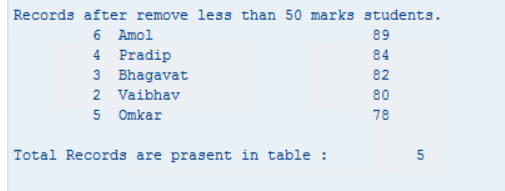 Records after remove less than 50 marks students.
6 Amol 89
4 Pradip 84
3 Bhagavat 82
2 Vaibhav 80
5 Omkar 78
Total Records are prasent in table : 5